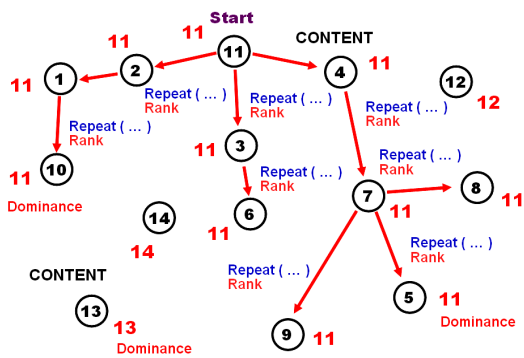 Start
11
11
11
CONTENT
11
2
4
11
1
12
12
Repeat ( ... )
Rank
Repeat ( ... )
Rank
Repeat ( ... )
Rank
Repeat ( ... )
Rank
11
3
Repeat ( ... )
Rank
11
10
Repeat ( ... )
Rank
7
8
11
11
Dominance
14
14
11
6
11
Repeat ( ... )
Rank
CONTENT
Repeat ( ... )
Rank
13
13
Dominance
5
11
Dominance
9
11